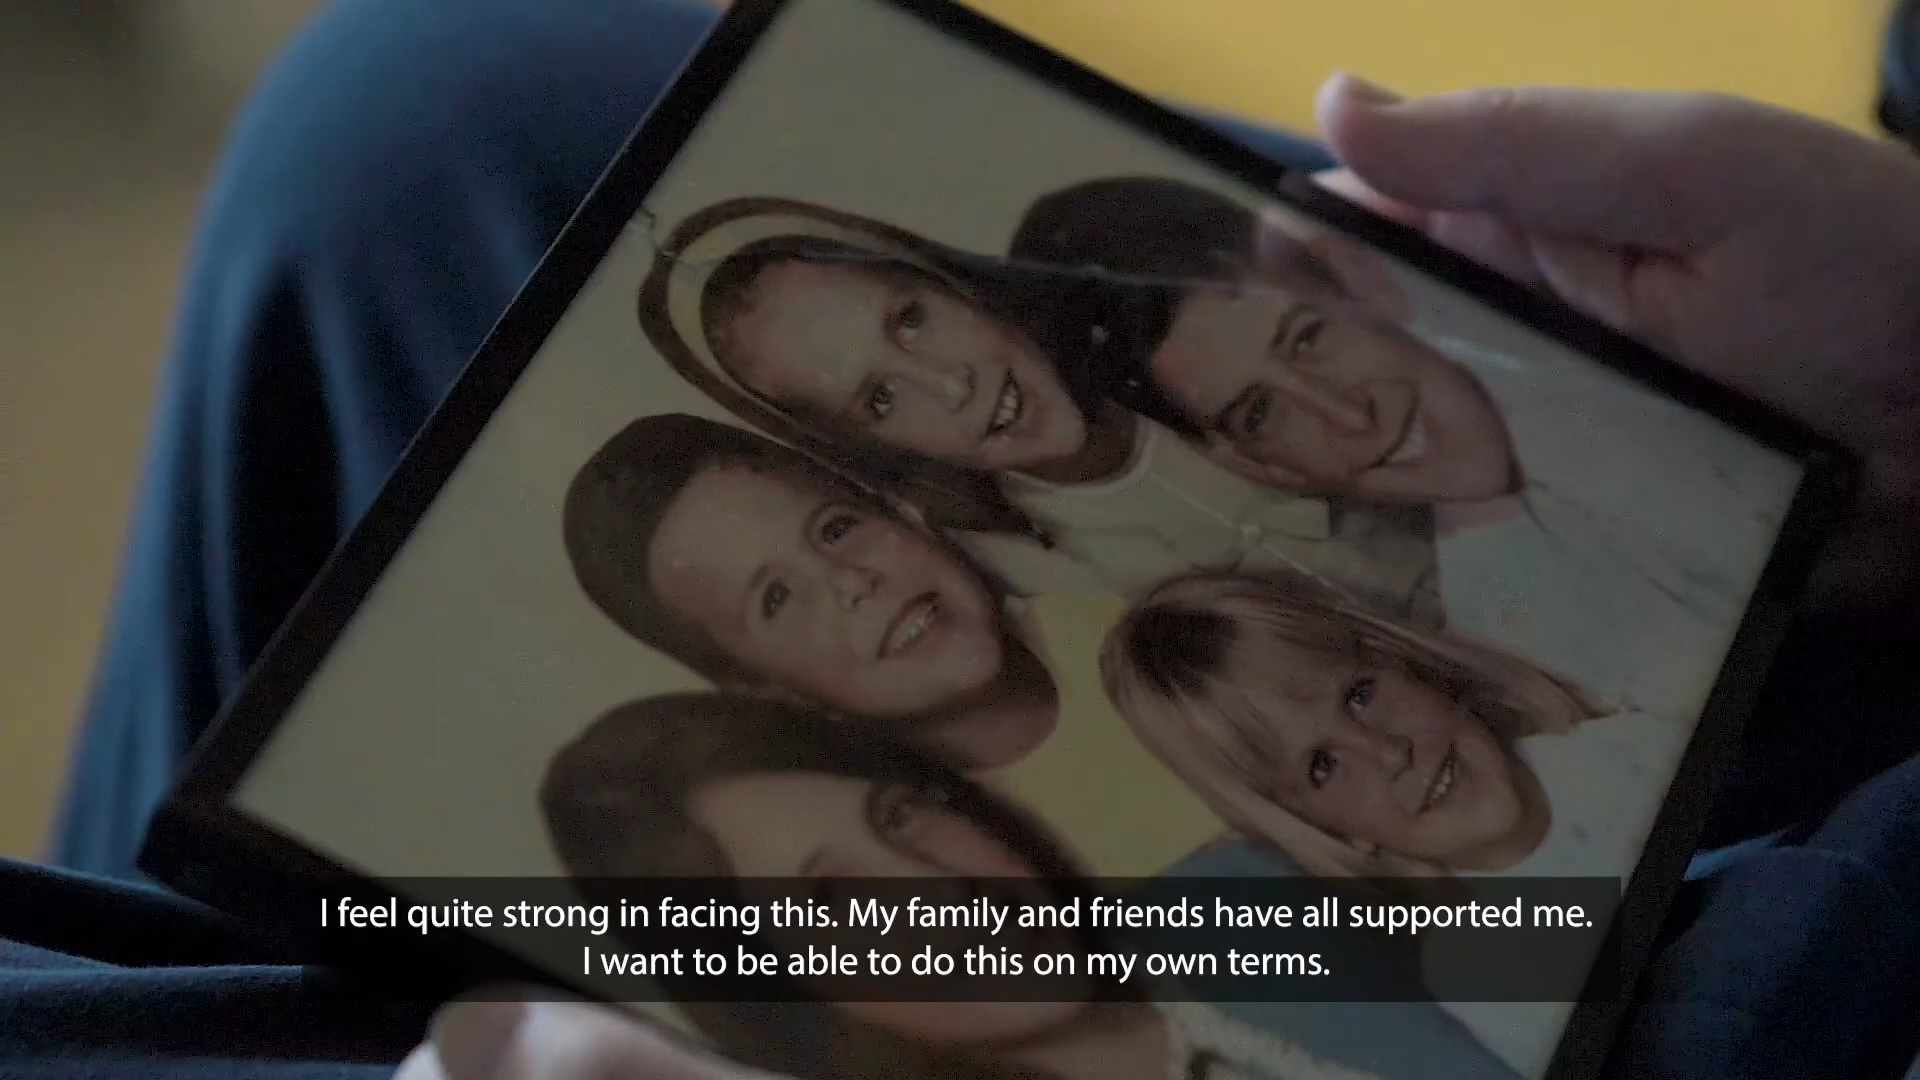 I feel quite strong in facing this. My family and friends have all supported me.
I want to be able to do this on my own terms.